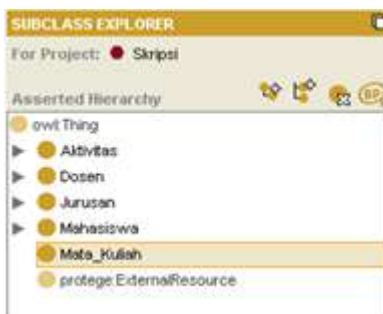 SUBCLASS EXPLORER
For Project: Skripsi
Asserted Hierarchy
owl:Thing
Aktivitas
Dosen
Jurusan
Mahasiswa
Mata_Kuliah
protege:ExternalResource